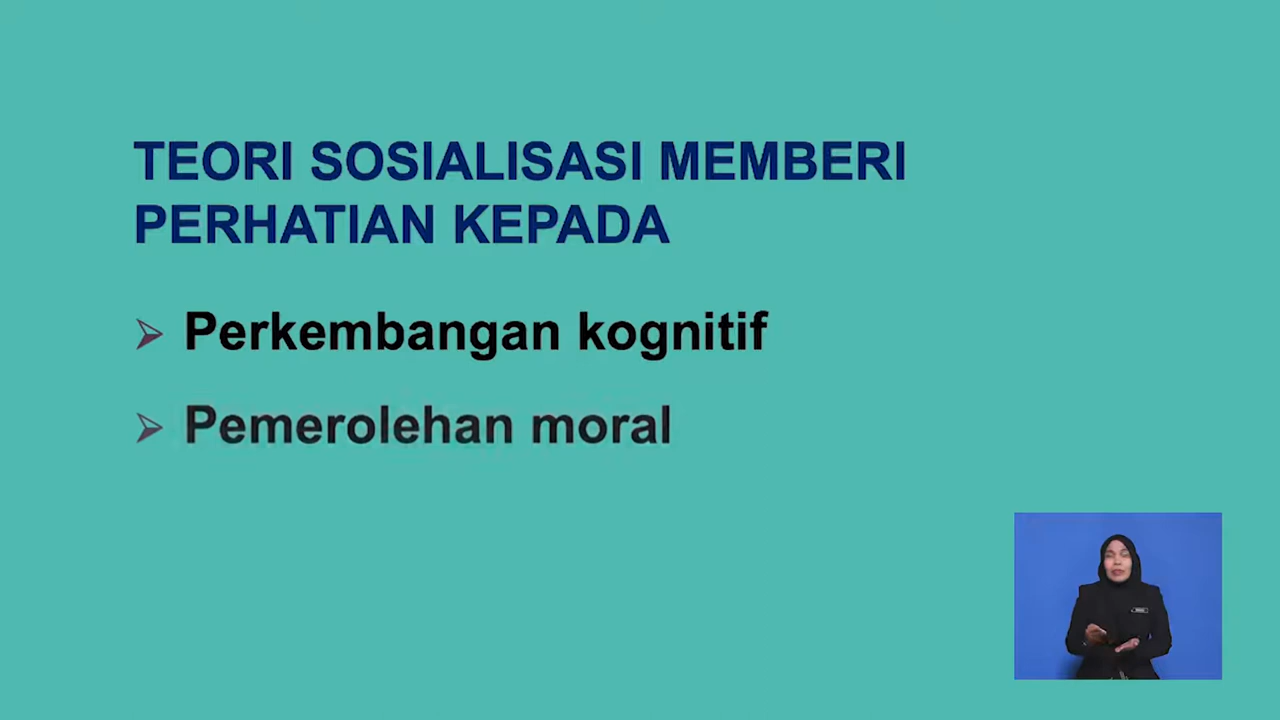 TEORI SOSIALISASI MEMBERI
PERHATIAN KEPADA
Perkembangan kognitif
Pemerolehan moral